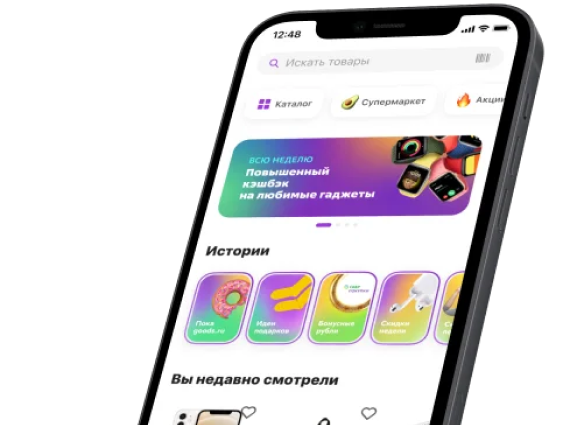 12:48
Искать товары
Каталог
Супермаркет
Акции
ВСЮ НЕДЕЛЮ
Повышенный
кэшбэк
на любимые гаджеты
Истории
Пока
goods.ru
Идеи
подарков
Бонусные
рубли
Скидки
недели
Вы недавно смотрели